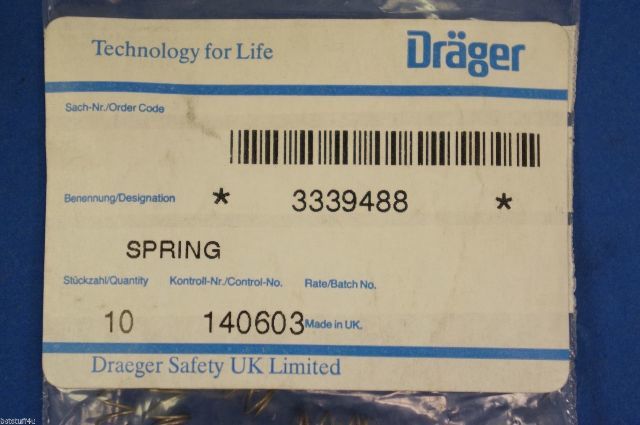 Technology for Life
Dräger
Sach-Nr./Order Code
Benennung/Designation
* 3339488 *
SPRING
Stückzahl/Quantity Kontroll-Nr./Control-No. Rate/Batch No.
10 140603 Made in UK.
Draeger Safety UK Limited
botstuff4u